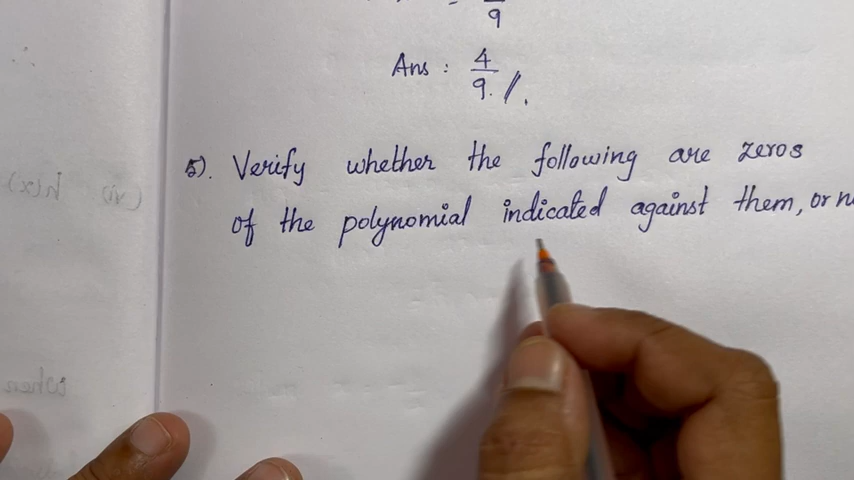 9
Ans : 4/9 //.
5). Verify whether the following are zeros
of the polynomial indicated against them, or